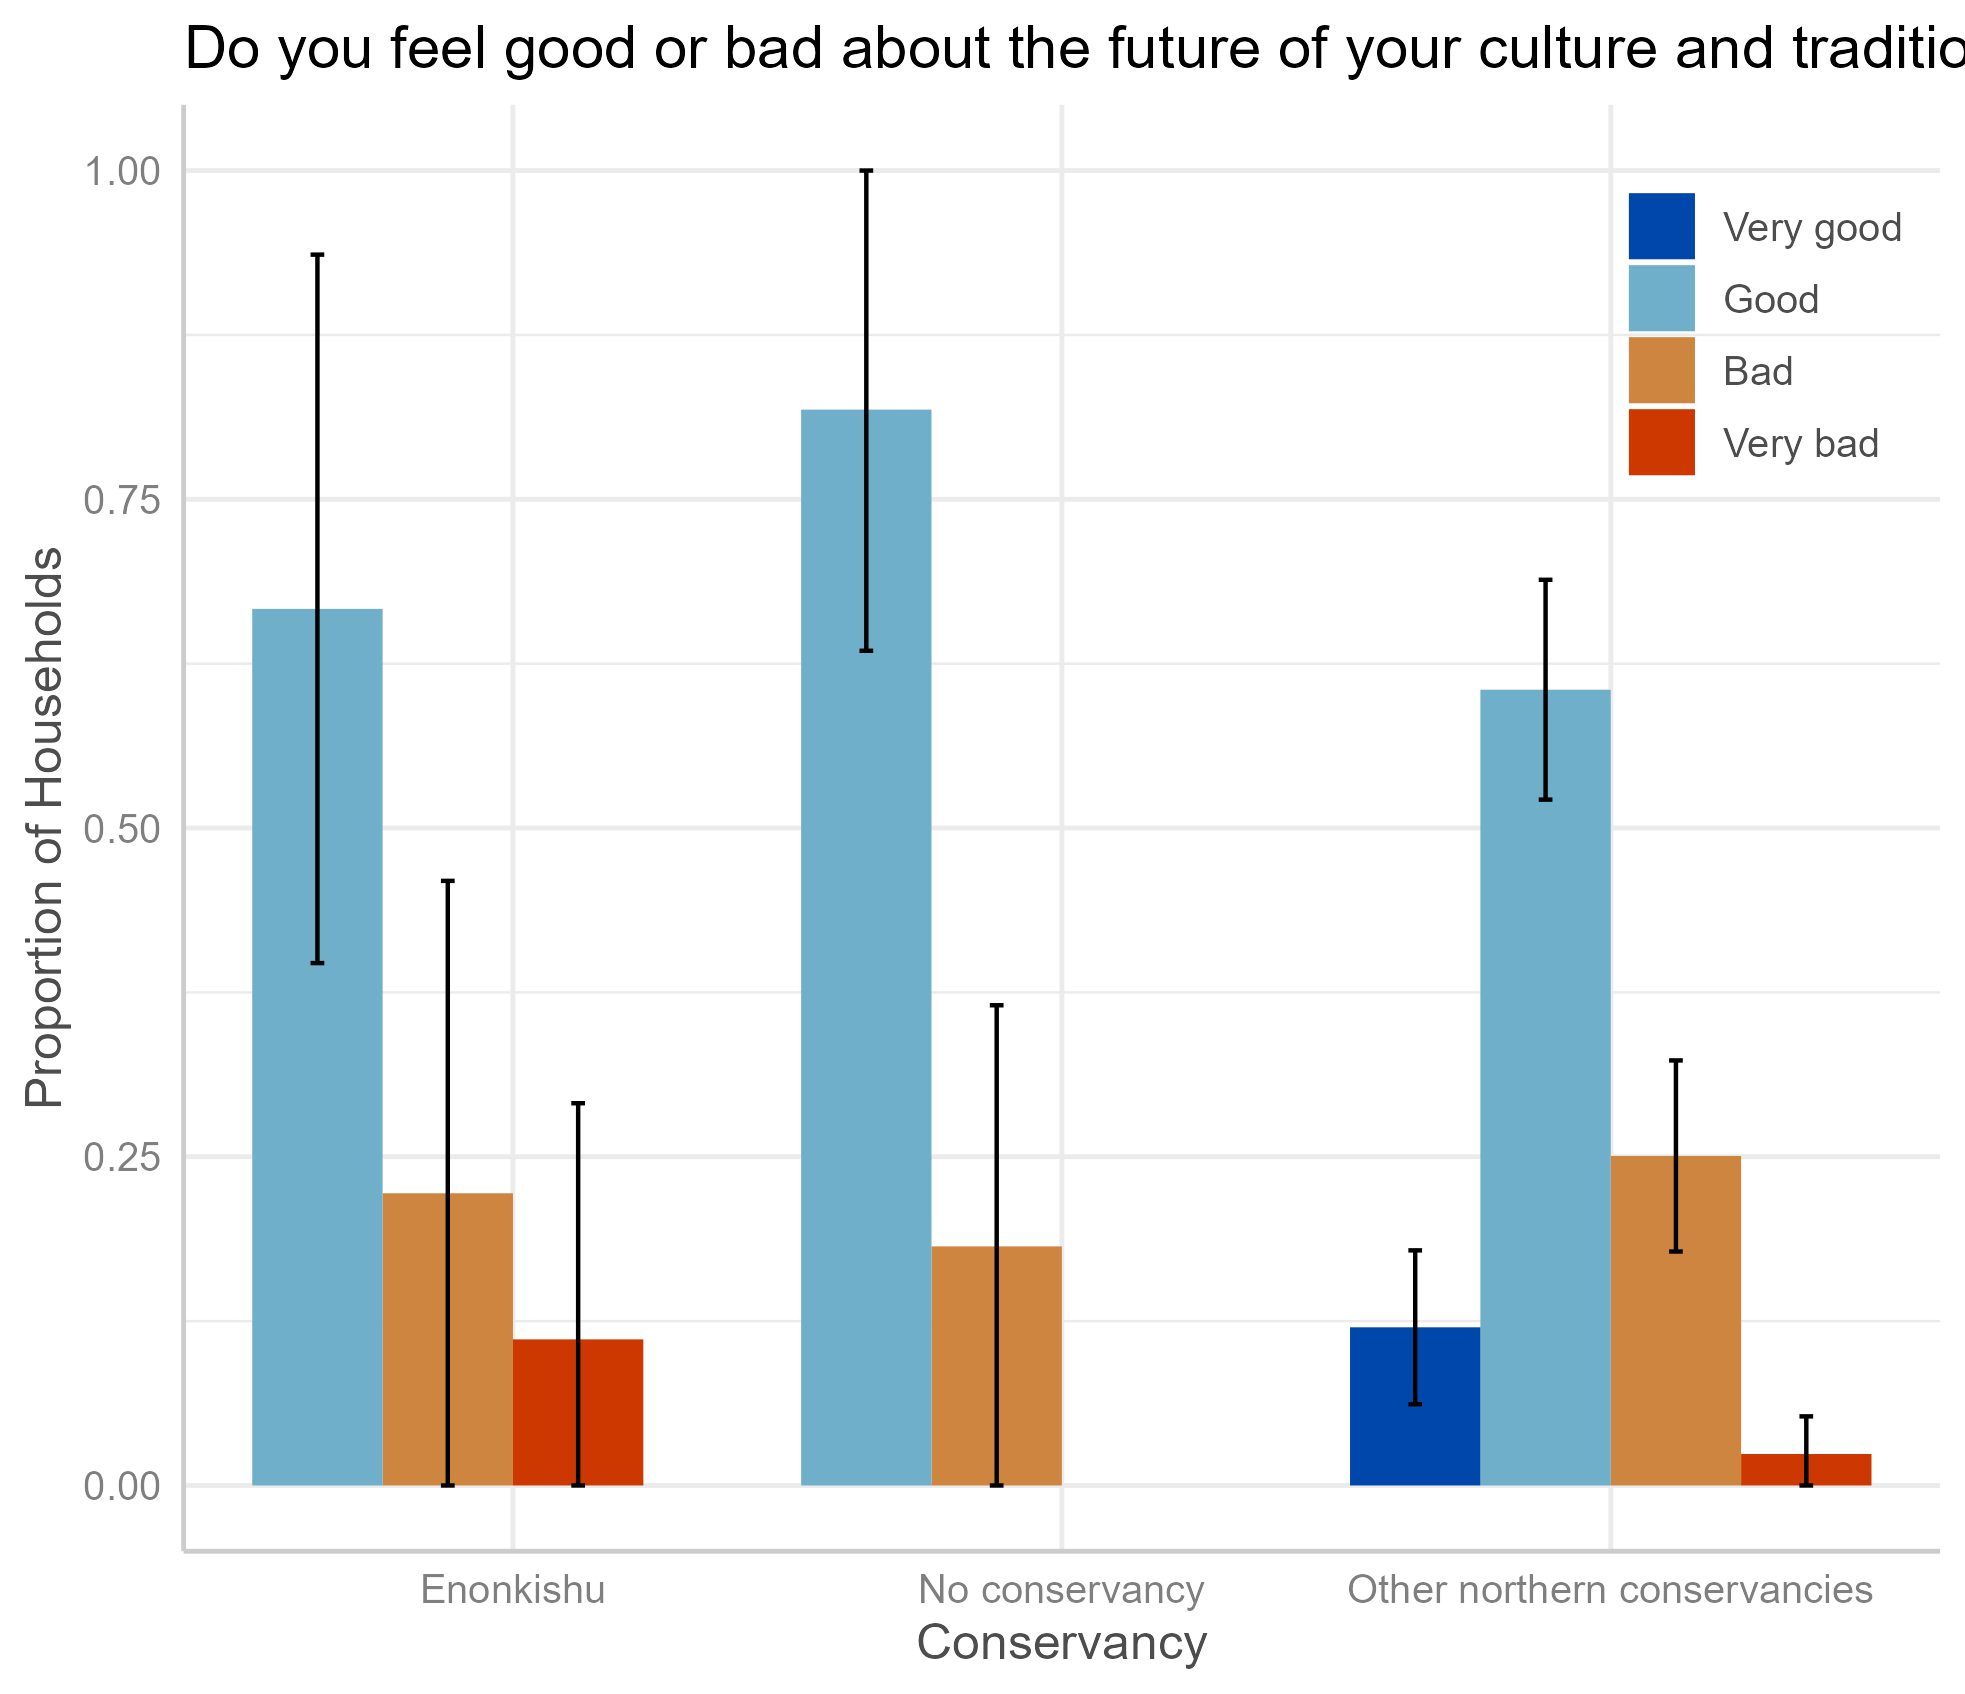 Do you feel good or bad about the future of your culture and traditio
1.00
0.75
0.50
0.25
0.00
Proportion of Households
Very good
Good
Bad
Very bad
Enonkishu
No conservancy
Other northern conservancies
Conservancy